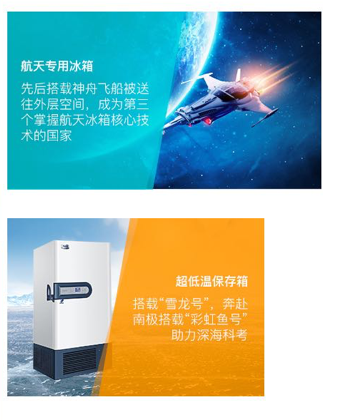 航天专用冰箱
先后搭载神舟飞船被送
往外层空间，成为第三
个掌握航天冰箱核心技
术的国家
超低温保存箱
搭载“雪龙号”，奔赴
南极搭载“彩虹鱼号”
助力深海科考